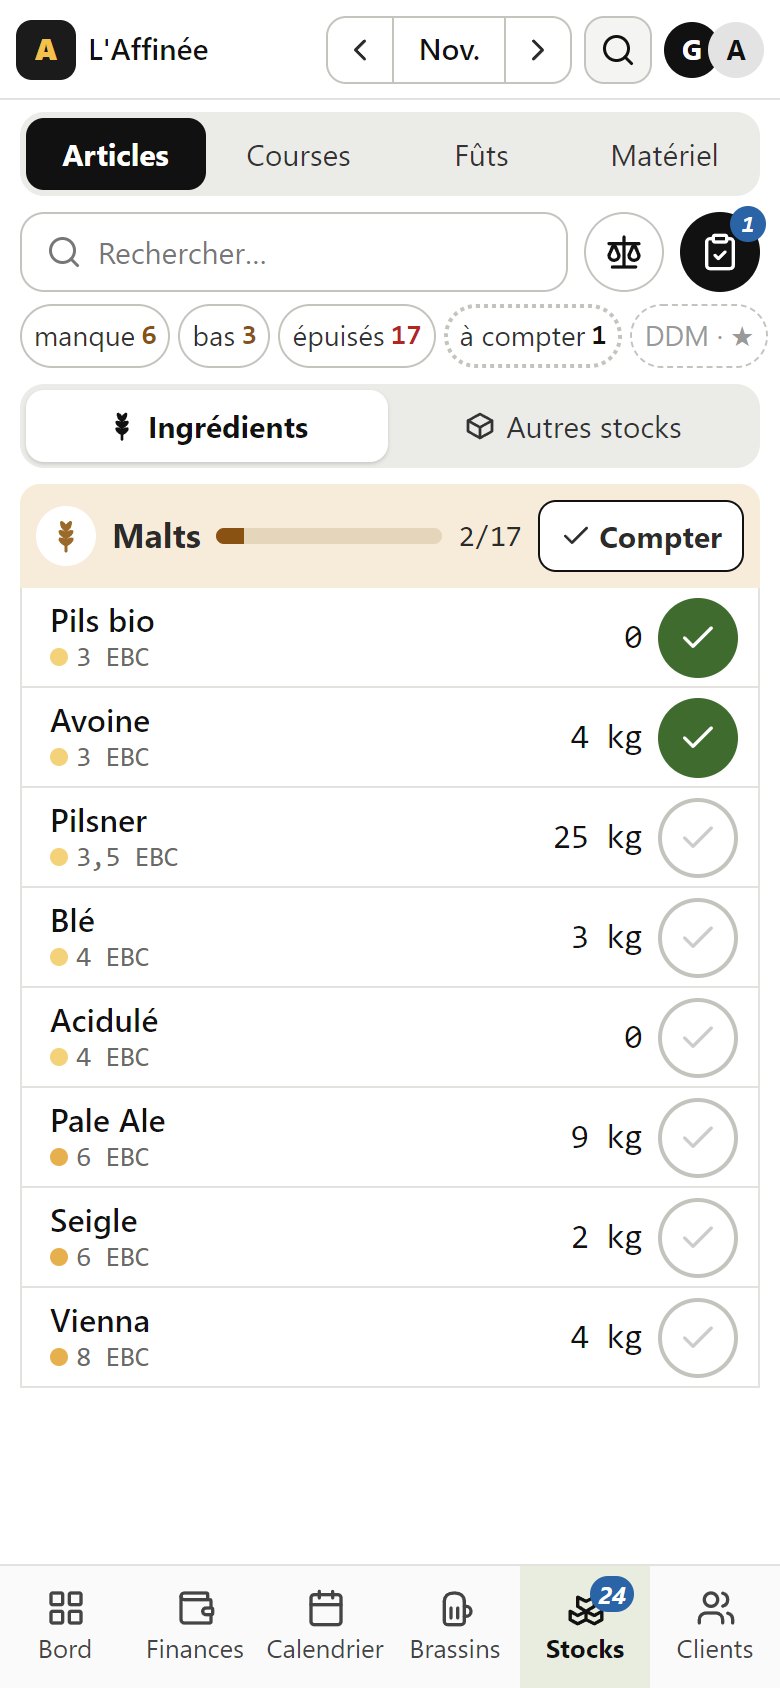 A L'Affinée Nov. G A
Articles Courses Fûts Matériel
Rechercher... 1
manque 6 bas 3 épuisés 17 à compter 1 DDM · ★
Ingrédients Autres stocks
Malts 2/17 Compter
Pils bio 0
3 EBC
Avoine 4 kg
3 EBC
Pilsner 25 kg
3,5 EBC
Blé 3 kg
4 EBC
Acidulé 0
4 EBC
Pale Ale 9 kg
6 EBC
Seigle 2 kg
6 EBC
Vienna 4 kg
8 EBC
24
Bord Finances Calendrier Brassins Stocks Clients